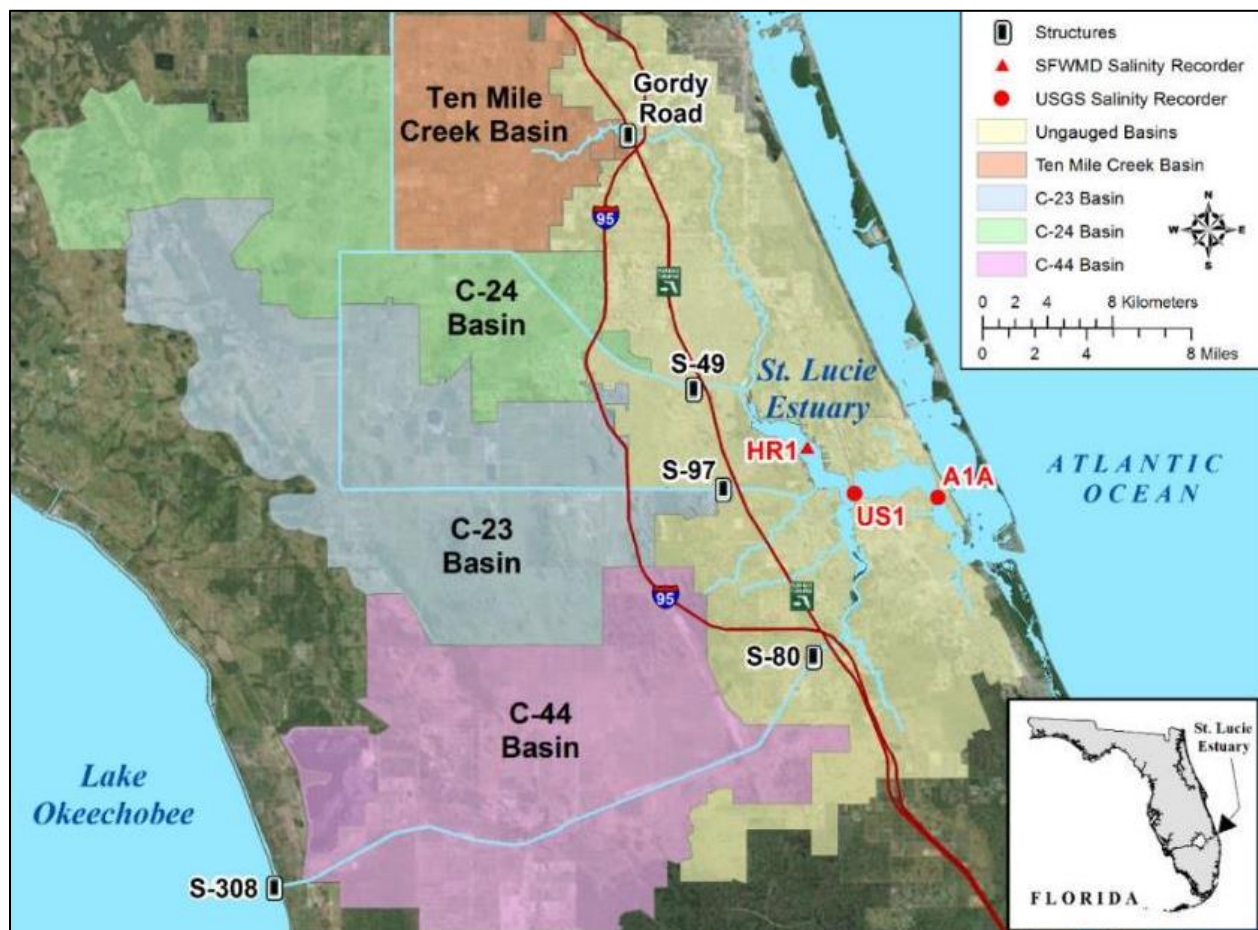 Structures
SFWMD Salinity Recorder
USGS Salinity Recorder
Ungauged Basins
Ten Mile Creek Basin
C-23 Basin
C-24 Basin
C-44 Basin
N
W
E
S
0 2 4 8 Kilometers
0 2 4 8 Miles
Ten Mile
Creek Basin
Gordy
Road
95
C-24
Basin
S-49
St. Lucie
Estuary
HR1
S-97
A1A
US1
ATLANTIC
OCEAN
C-23
Basin
95
S-80
C-44
Basin
Lake
Okeechobee
S-308
St. Lucie
Estuary
FLORIDA